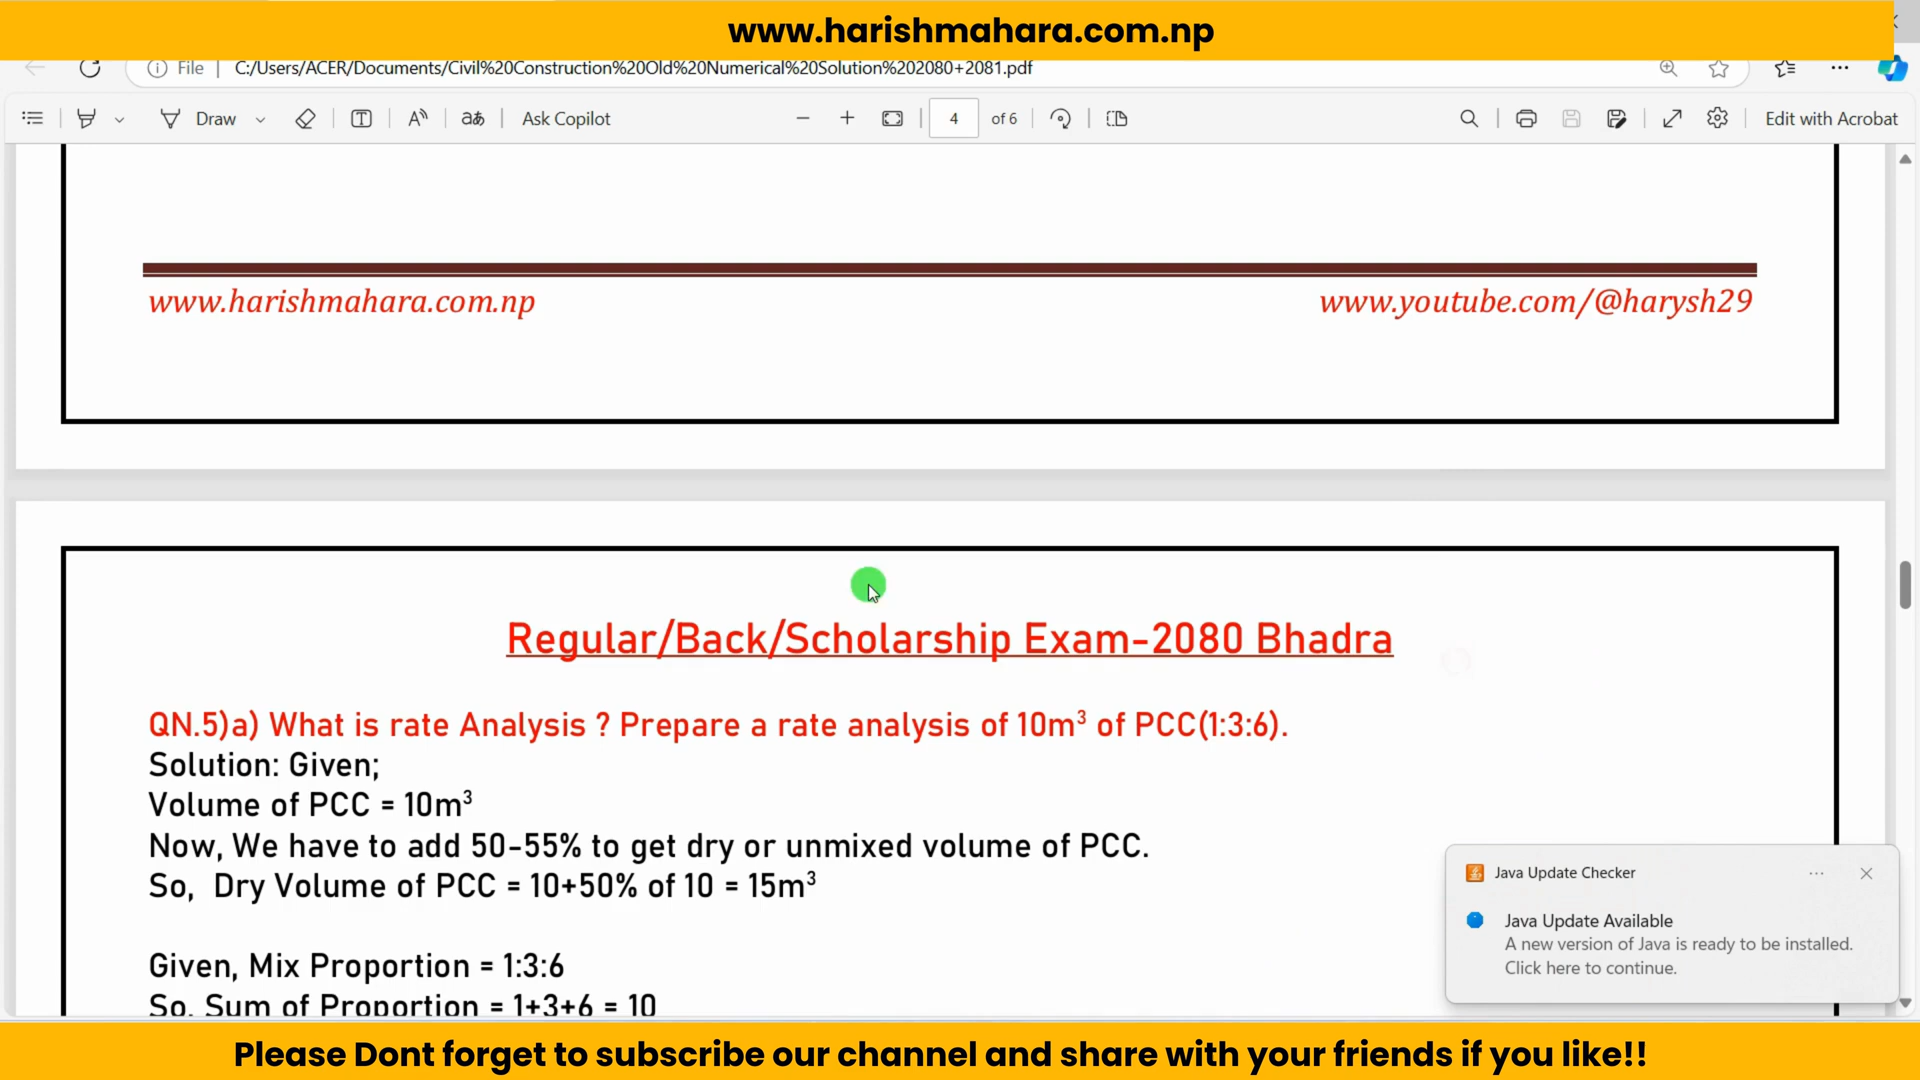 www.harishmahara.com.np
File C:/Users/ACER/Documents/Civil%20Construction%20Old%20Numerical%20Solution%202080+2081.pdf
Draw aあ Ask Copilot 4 of 6 Edit with Acrobat
www.harishmahara.com.np www.youtube.com/@harysh29
Regular/Back/Scholarship Exam-2080 Bhadra
QN.5)a) What is rate Analysis ? Prepare a rate analysis of 10m³ of PCC(1:3:6).
Solution: Given;
Volume of PCC = 10m³
Now, We have to add 50-55% to get dry or unmixed volume of PCC.
So, Dry Volume of PCC = 10+50% of 10 = 15m³
Given, Mix Proportion = 1:3:6
So, Sum of Proportion = 1+3+6 = 10
Java Update Checker
Java Update Available
A new version of Java is ready to be installed.
Click here to continue.
Please Dont forget to subscribe our channel and share with your friends if you like!!